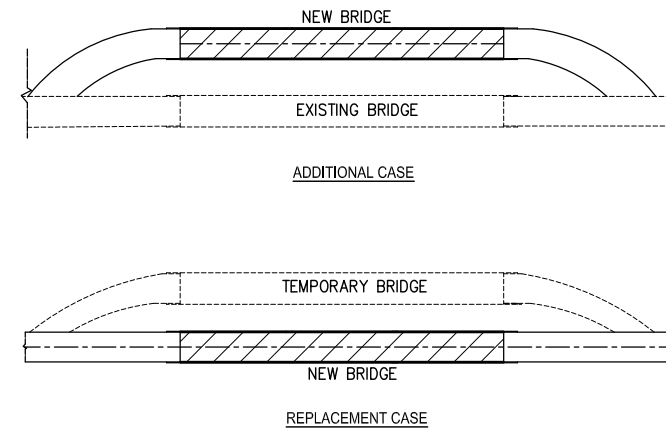 NEW BRIDGE
EXISTING BRIDGE
ADDITIONAL CASE
TEMPORARY BRIDGE
NEW BRIDGE
REPLACEMENT CASE